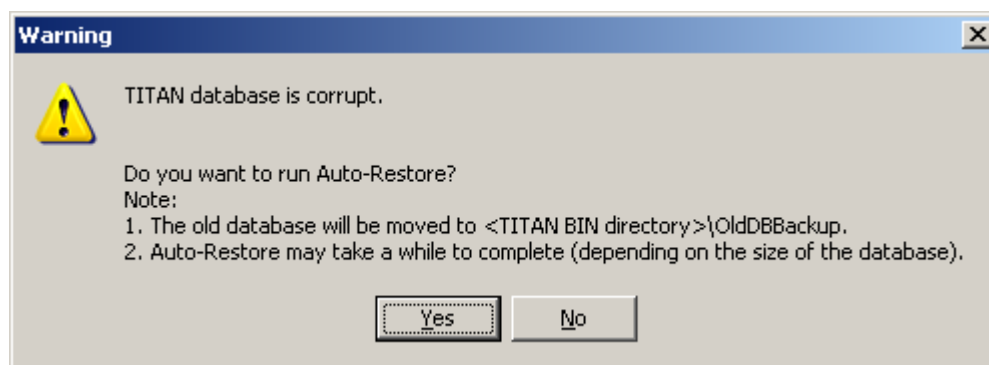 Warning
TITAN database is corrupt.
Do you want to run Auto-Restore?
Note:
1. The old database will be moved to <TITAN BIN directory>\OldDBBackup.
2. Auto-Restore may take a while to complete (depending on the size of the database).
Yes No